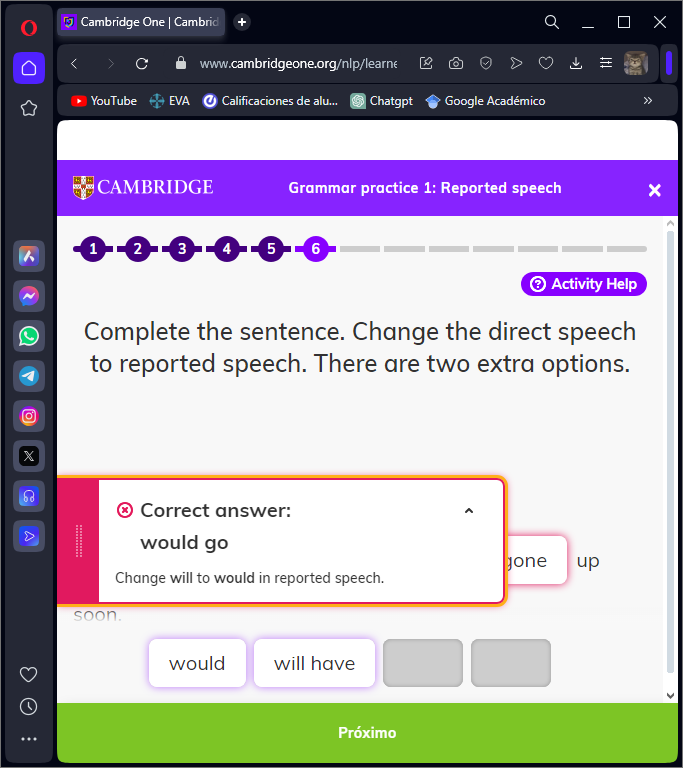 Cambridge One | Cambrid
www.cambridgeone.org/nlp/learne
YouTube EVA Calificaciones de alu... Chatgpt Google Académico »
CAMBRIDGE Grammar practice 1: Reported speech
1 2 3 4 5 6
Activity Help
Complete the sentence. Change the direct speech
to reported speech. There are two extra options.
Correct answer:
would go
gone up
Change will to would in reported speech.
soon.
would will have
Próximo